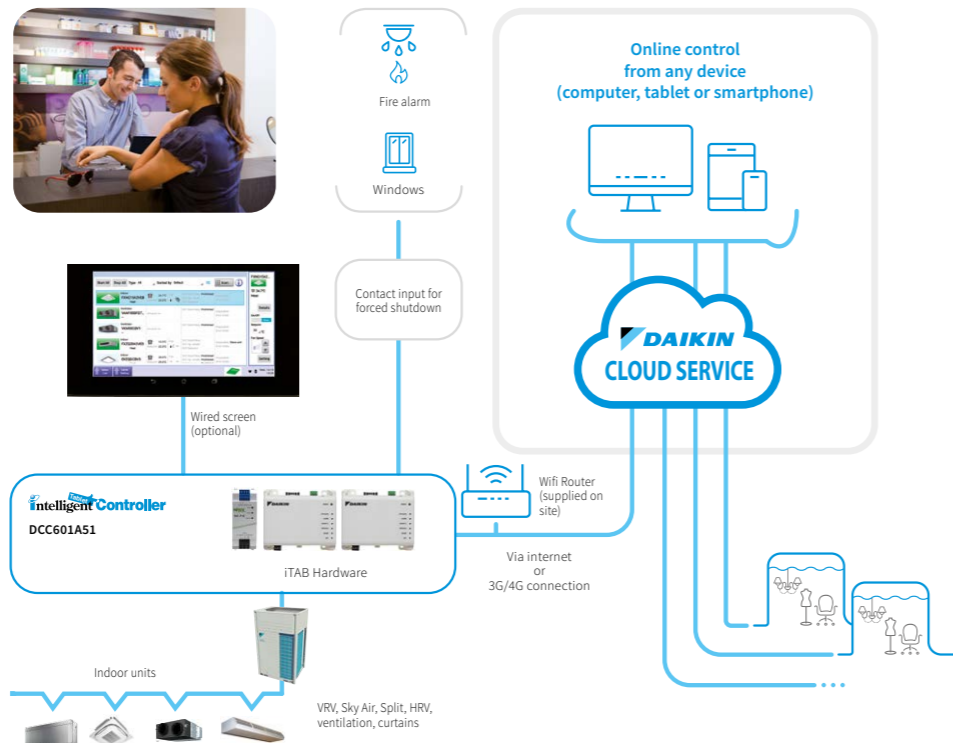 Fire alarm
Windows
Contact input for
forced shutdown
Online control
from any device
(computer, tablet or smartphone)
DAIKIN
CLOUD SERVICE
Wired screen
(optional)
intelligent Tablet Controller
DCC601A51
DAIKIN
DAIKIN
iTAB Hardware
Wifi Router
(supplied on
site)
Via internet
or
3G/4G connection
Indoor units
VRV, Sky Air, Split, HRV,
ventilation, curtains